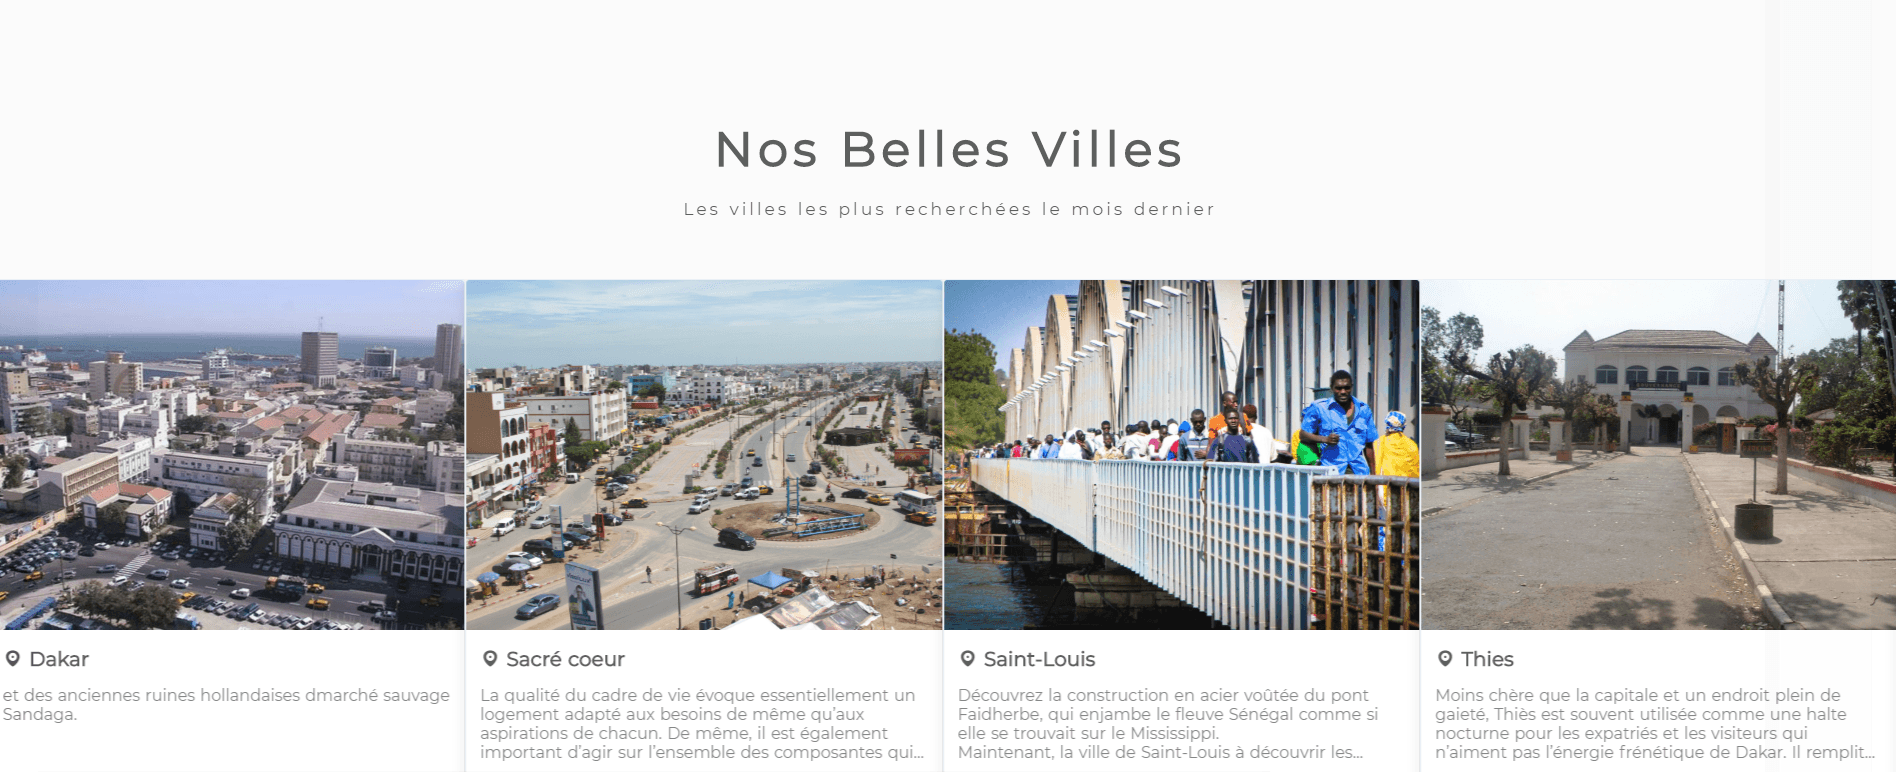 Nos Belles Villes
Les villes les plus recherchées le mois dernier
Dakar
et des anciennes ruines hollandaises dmarché sauvage
Sandaga.
Sacré coeur
La qualité du cadre de vie évoque essentiellement un
logement adapté aux besoins de même qu'aux
aspirations de chacun. De même, il est également
important d'agir sur l'ensemble des composantes qui...
Saint-Louis
Découvrez la construction en acier voûtée du pont
Faidherbe, qui enjambe le fleuve Sénégal comme si
elle se trouvait sur le Mississippi.
Maintenant, la ville de Saint-Louis à découvrir les...
Thies
Moins chère que la capitale et un endroit plein de
gaieté, Thiès est souvent utilisée comme une halte
nocturne pour les expatriés et les visiteurs qui
n'aiment pas l'énergie frénétique de Dakar. Il remplit...